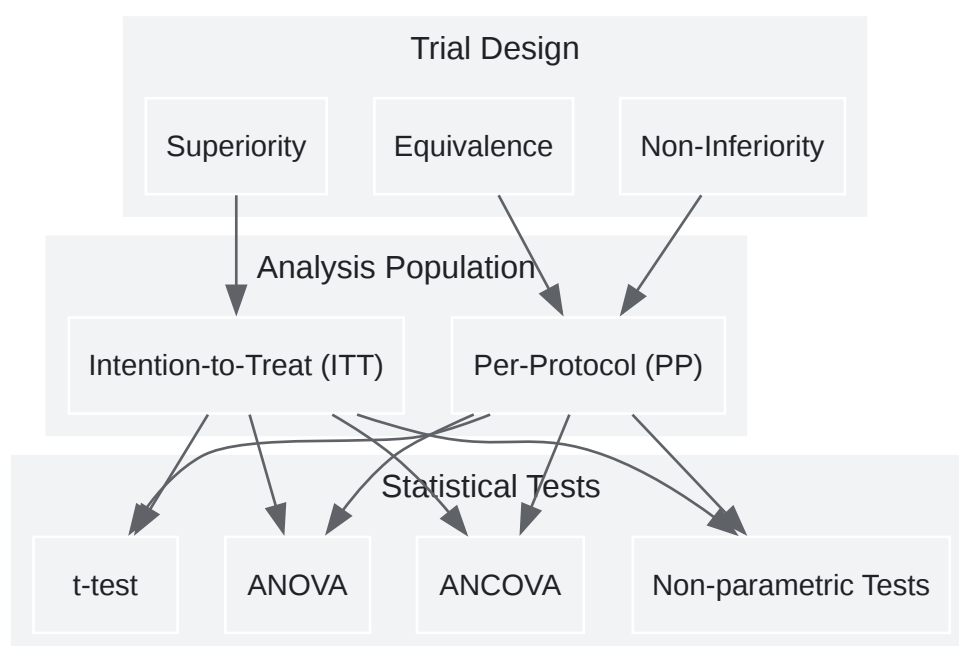 Trial Design
Superiority
Equivalence
Non-Inferiority
Analysis Population
Intention-to-Treat (ITT)
Per-Protocol (PP)
Statistical Tests
t-test
ANOVA
ANCOVA
Non-parametric Tests